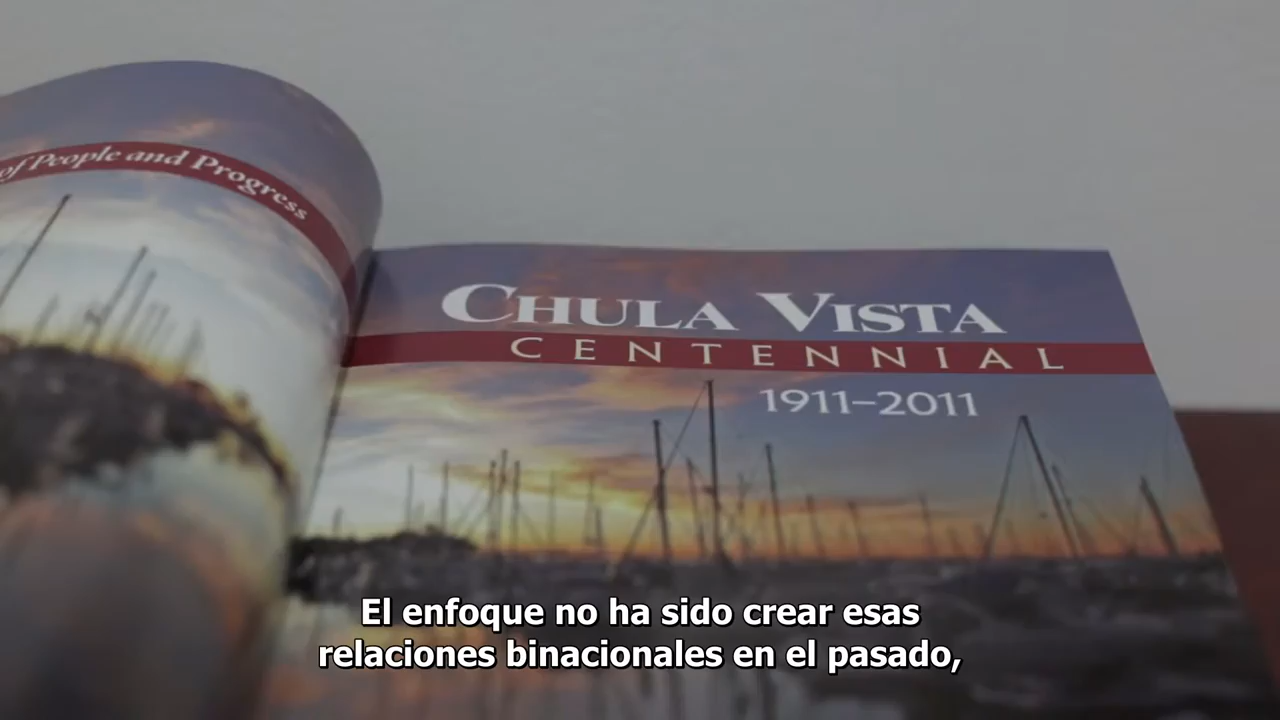 of People and Progress
CHULA VISTA
CENTENNIAL
1911–2011
El enfoque no ha sido crear esas
relaciones binacionales en el pasado,